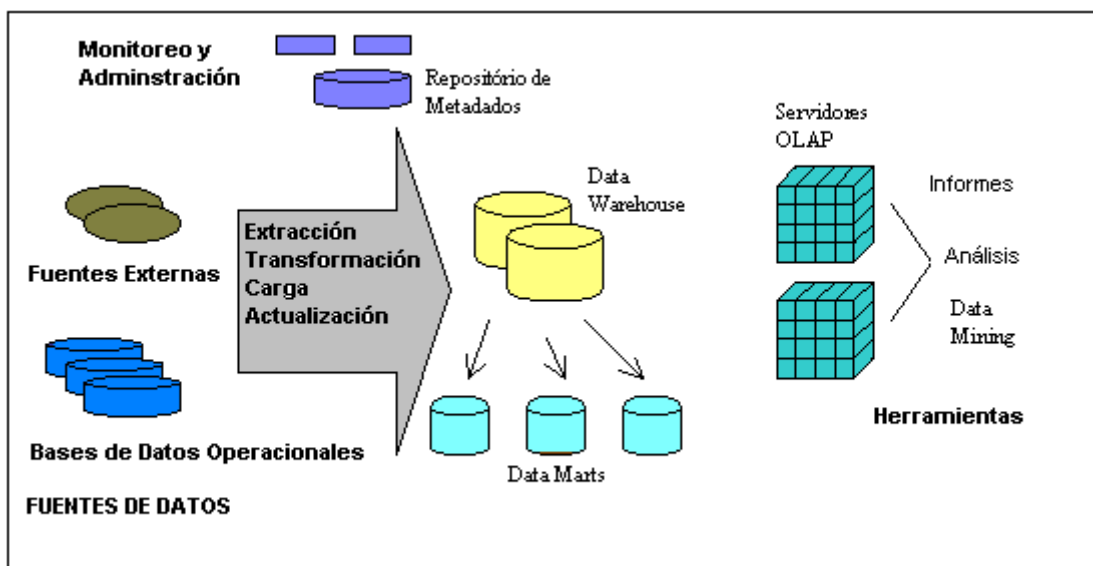 Monitoreo y
Adminstración
Repositório de
Metadados
Servidores
OLAP
Informes
Análisis
Data
Mining
Herramientas
Data
Warehouse
Extracción
Transformación
Carga
Actualización
Fuentes Externas
Bases de Datos Operacionales
Data Marts
FUENTES DE DATOS